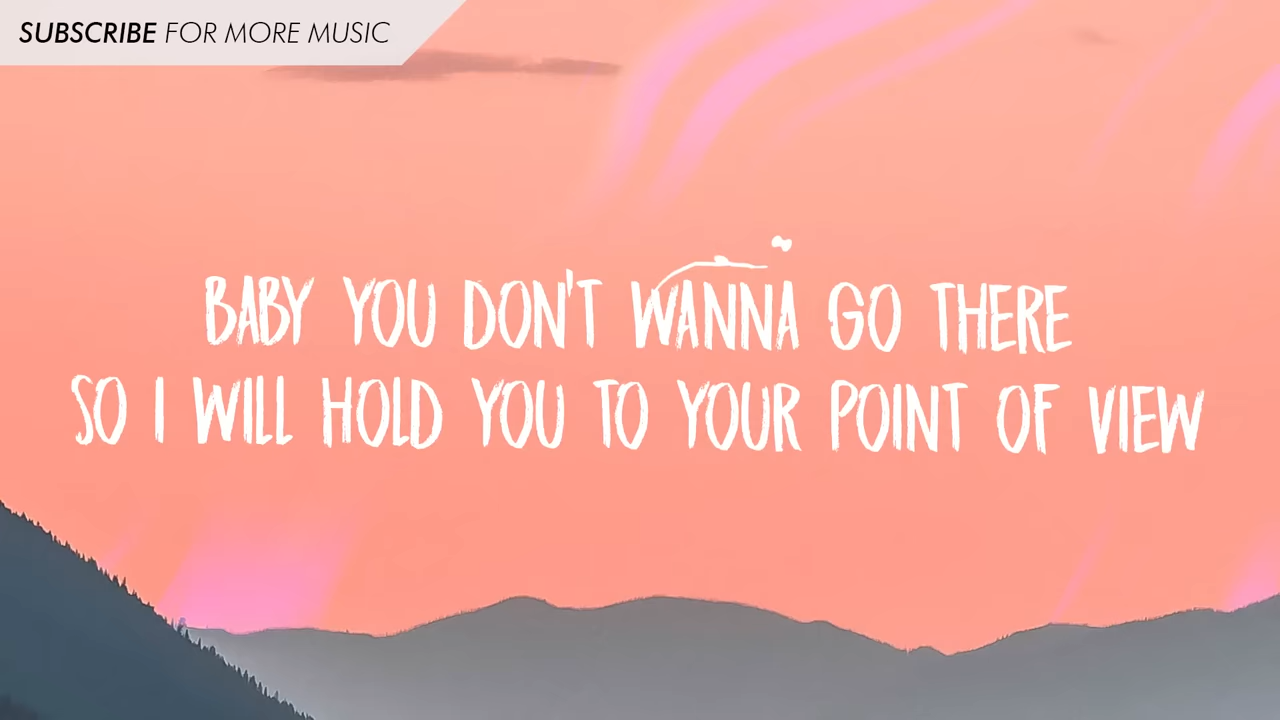 SUBSCRIBE FOR MORE MUSIC
BABY YOU DON'T WANNA GO THERE
SO I WILL HOLD YOU TO YOUR POINT OF VIEW